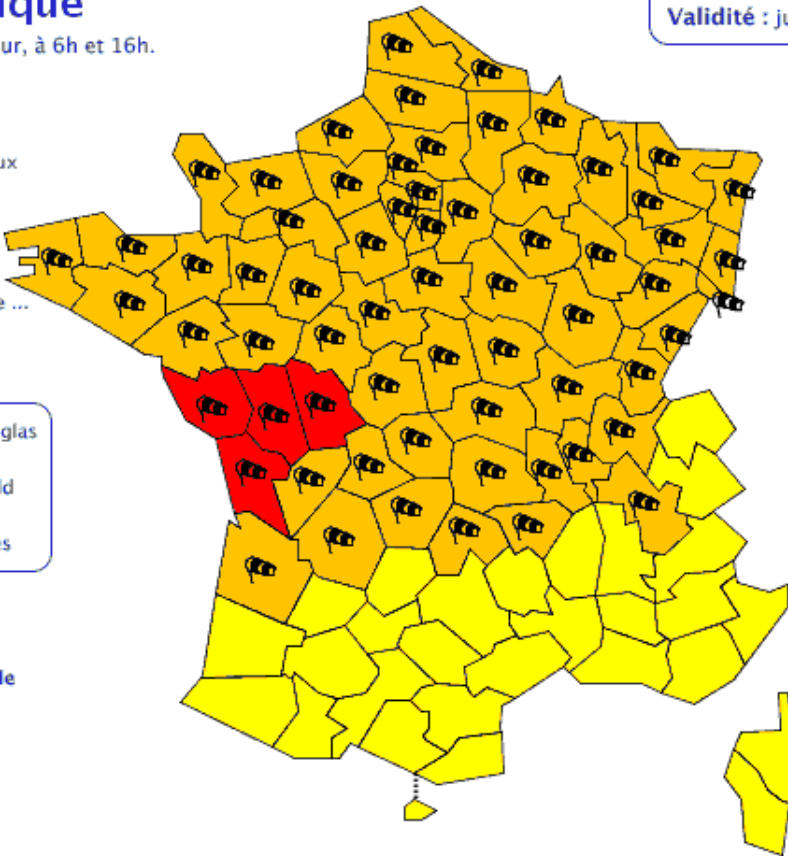 ique
ur, à 6h et 16h.
Validité : ju
ux
e ...
glas
ld
es
le